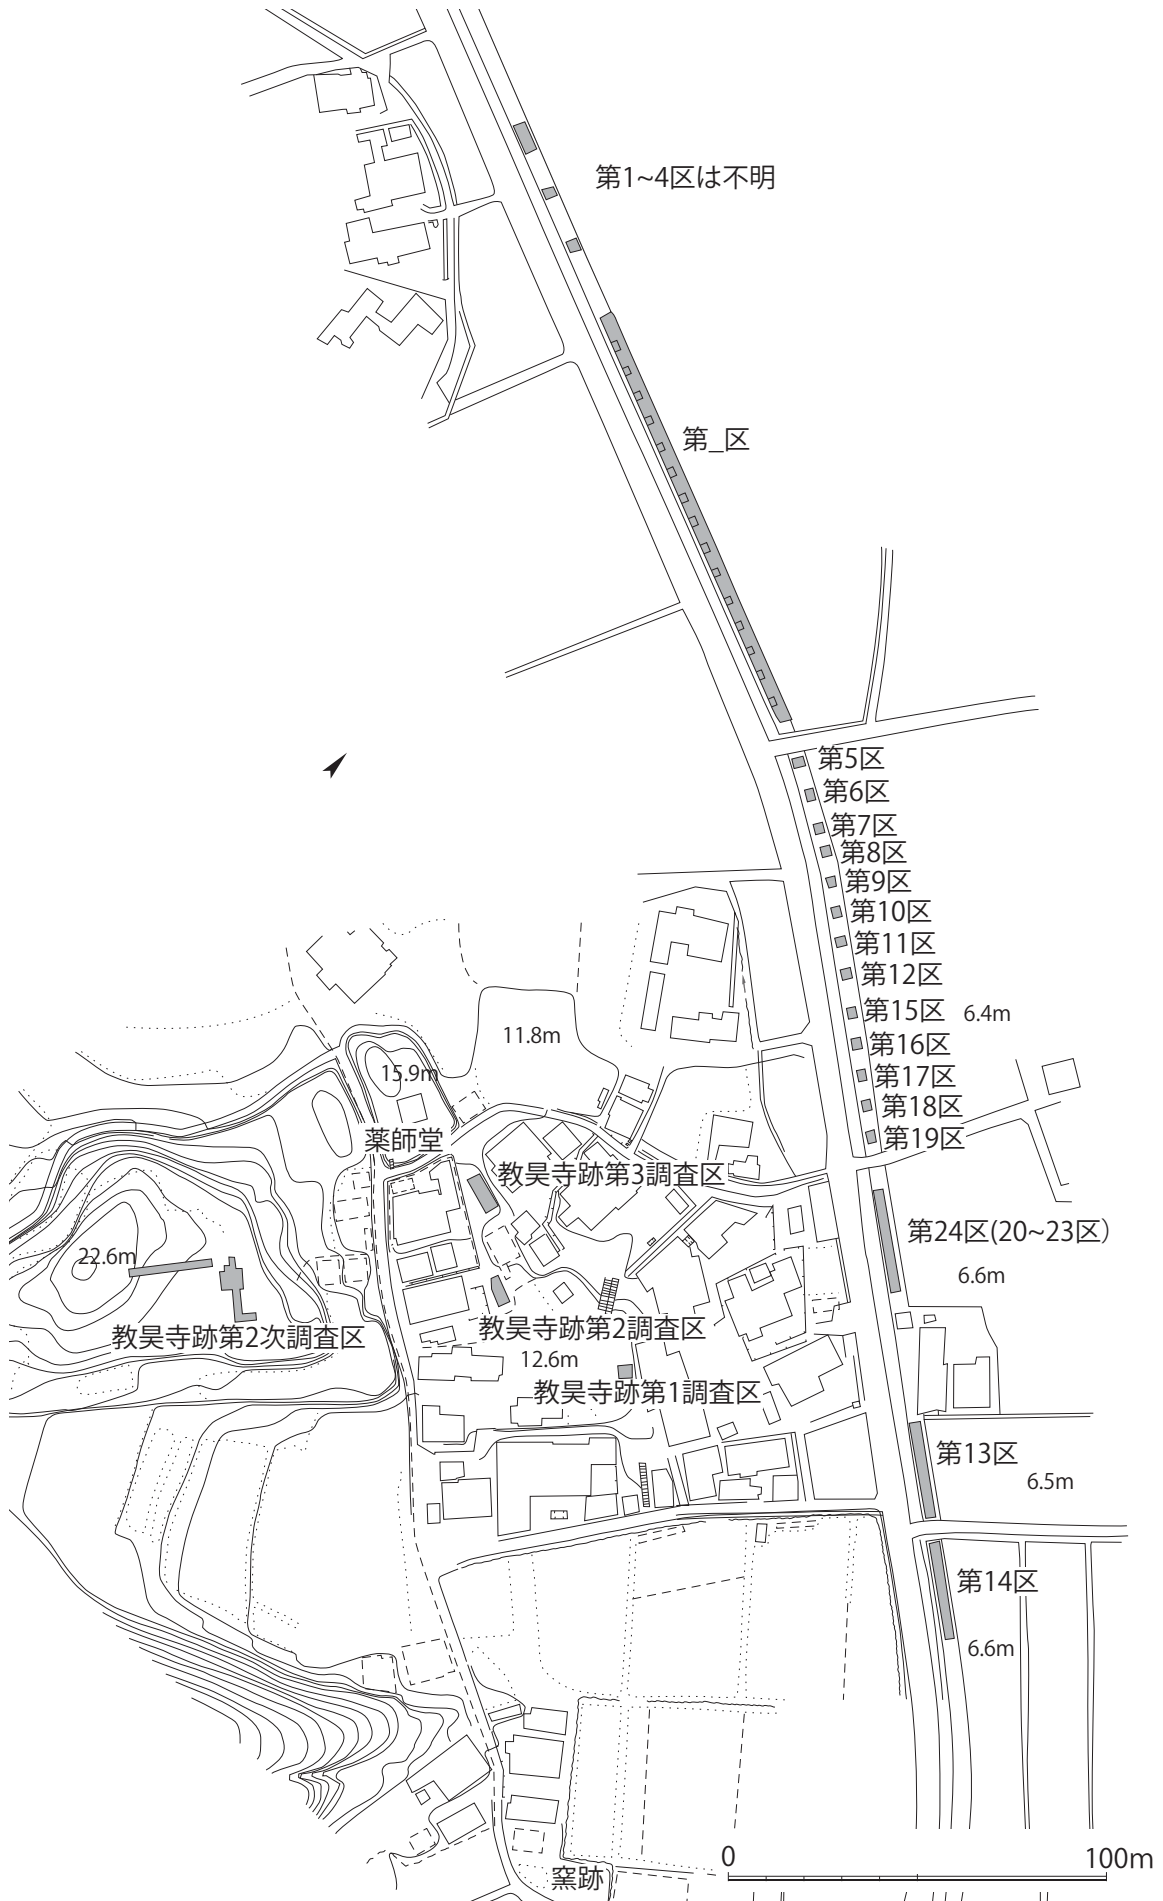 第1~4区は不明
第_区
第5区
第6区
第7区
第8区
第9区
第10区
第11区
第12区
第15区
6.4m
第16区
第17区
第18区
第19区
11.8m
15.9m
薬師堂
教昊寺跡第3調査区
第24区(20~23区)
22.6m
6.6m
教昊寺跡第2次調査区
教昊寺跡第2調査区
12.6m
教昊寺跡第1調査区
第13区
6.5m
第14区
6.6m
0
100m
窯跡